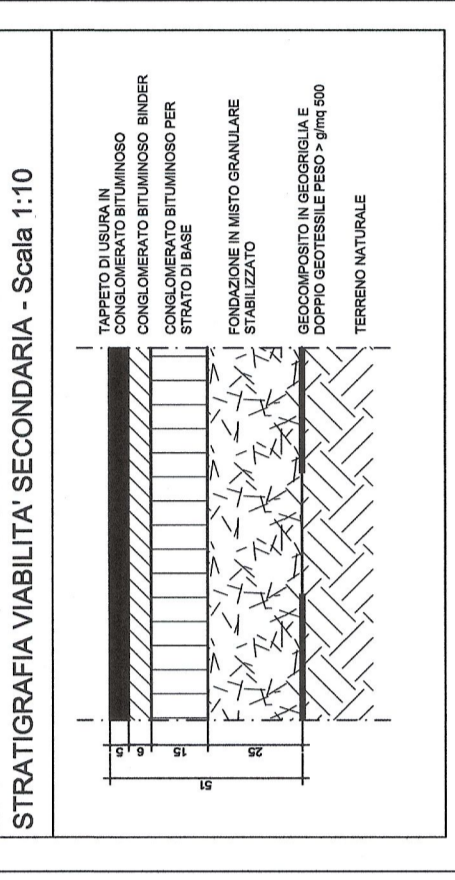 STRATIGRAFIA VIABILITA' SECONDARIA - Scala 1:10
TAPPETO DI USURA IN
CONGLOMERATO BITUMINOSO
CONGLOMERATO BITUMINOSO BINDER
CONGLOMERATO BITUMINOSO PER
STRATO DI BASE
FONDAZIONE IN MISTO GRANULARE
STABILIZZATO
GEOCOMPOSITO IN GEOGRIGLIA E
DOPPIO GEOTESSILE PESO > g/mq 500
TERRENO NATURALE
5
6
15
25
51